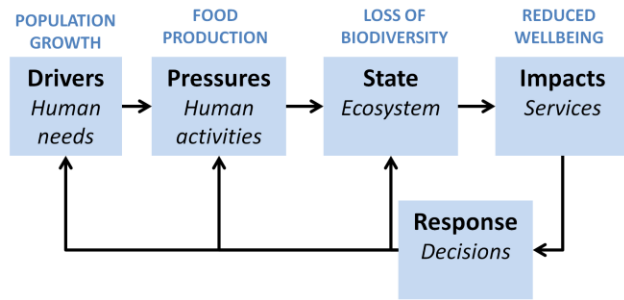 POPULATION
GROWTH
FOOD
PRODUCTION
LOSS OF
BIODIVERSITY
REDUCED
WELLBEING
Drivers
Human
needs
Pressures
Human
activities
State
Ecosystem
Impacts
Services
Response
Decisions